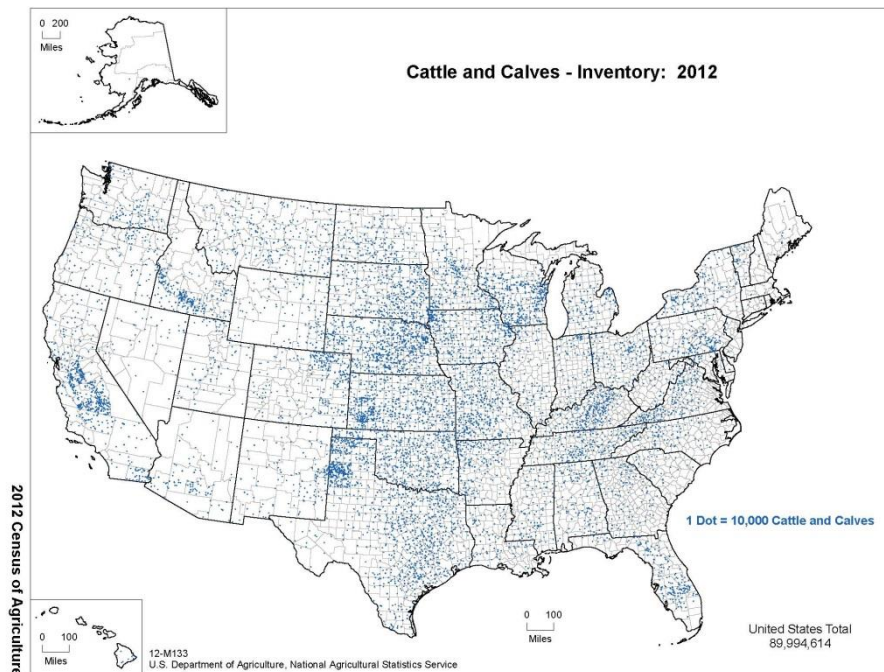 0 200
Miles
Cattle and Calves - Inventory: 2012
1 Dot = 10,000 Cattle and Calves
2012 Census of Agriculture
0 100
Miles
United States Total
89,994,614
0 100
Miles
12-M133
U.S. Department of Agriculture, National Agricultural Statistics Service